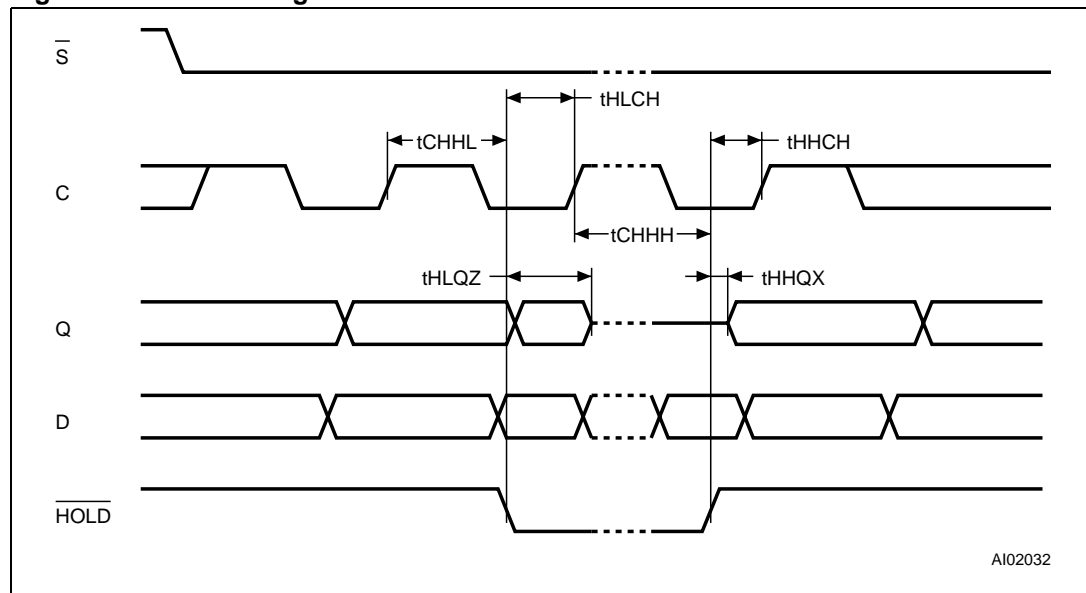 S
tHLCH
tCHHL
tHHCH
C
tCHHH
tHLQZ
tHHQX
Q
D
HOLD
AI02032